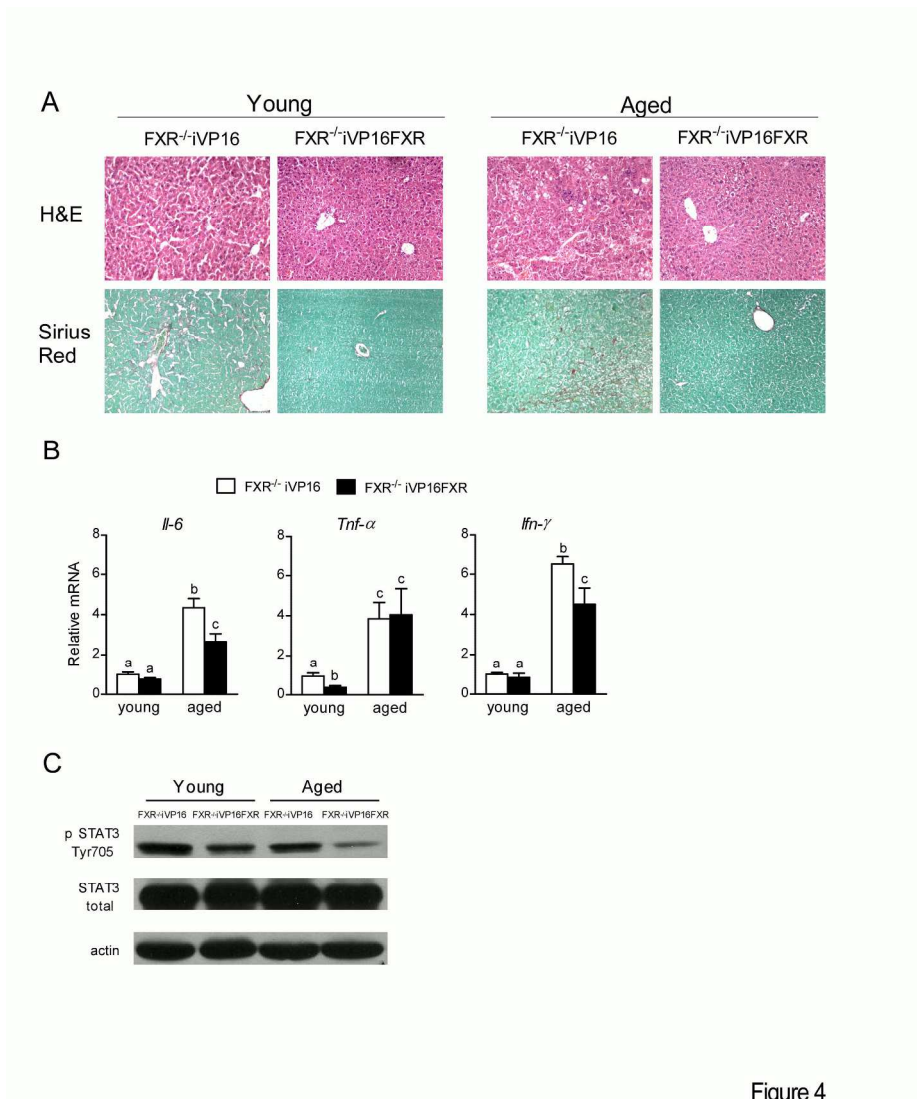 A
Young
Aged
FXR-/-iVP16 FXR-/-iVP16FXR FXR-/-iVP16 FXR-/-iVP16FXR
H&E
Sirius
Red
B
FXR-/- iVP16 FXR-/- iVP16FXR
Il-6 Tnf-α Ifn-γ
Relative mRNA
8 6 4 2 0
a a b c
young aged
8 6 4 2 0
a b c c
young aged
8 6 4 2 0
a a b c
young aged
C
Young Aged
FXR-/-iVP16 FXR-/-iVP16FXR FXR-/-iVP16 FXR-/-iVP16FXR
p STAT3
Tyr705
STAT3
total
actin
Figure 4